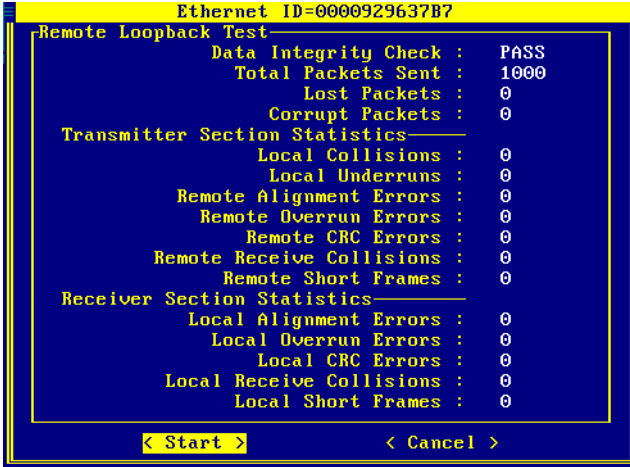 Ethernet ID=0000929637B7
Remote Loopback Test
Data Integrity Check : PASS
Total Packets Sent : 1000
Lost Packets : 0
Corrupt Packets : 0
Transmitter Section Statistics
Local Collisions : 0
Local Underruns : 0
Remote Alignment Errors : 0
Remote Overrun Errors : 0
Remote CRC Errors : 0
Remote Receive Collisions : 0
Remote Short Frames : 0
Receiver Section Statistics
Local Alignment Errors : 0
Local Overrun Errors : 0
Local CRC Errors : 0
Local Receive Collisions : 0
Local Short Frames : 0
< Start > < Cancel >